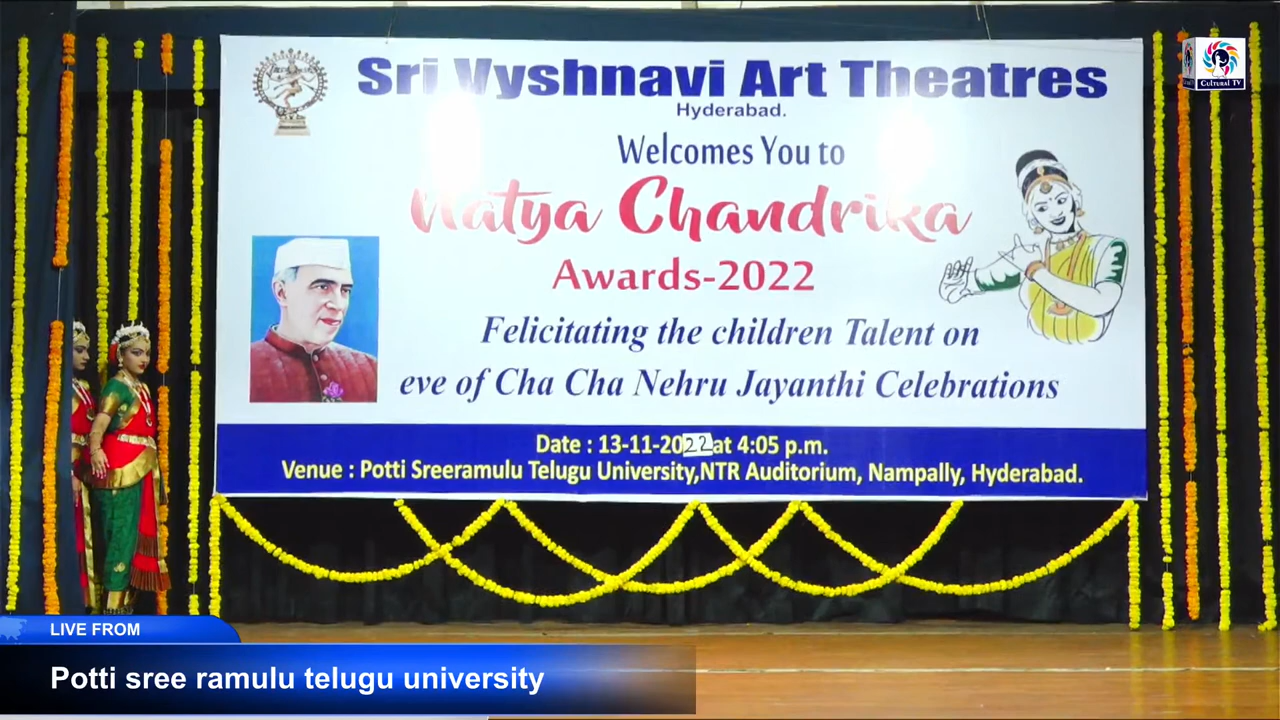 Sri Vyshnavi Art Theatres
Hyderabad.
Cultural TV
Welcomes You to
Natya Chandrika
Awards-2022
Felicitating the children Talent on
eve of Cha Cha Nehru Jayanthi Celebrations
Date : 13-11-2022 at 4:05 p.m.
Venue : Potti Sreeramulu Telugu University,NTR Auditorium, Nampally, Hyderabad.
LIVE FROM
Potti sree ramulu telugu university